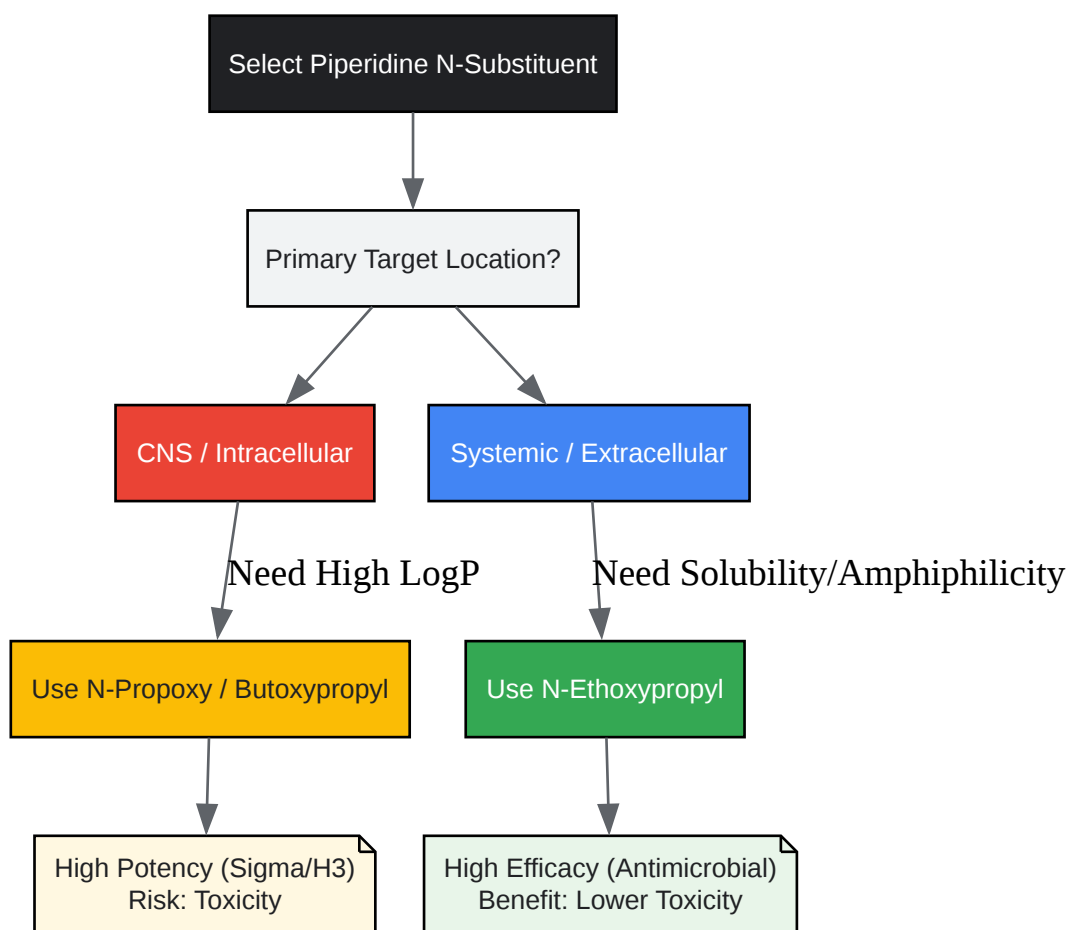 Select Piperidine N-Substituent
Primary Target Location?
CNS / Intracellular
Systemic / Extracellular
Need High LogP
Need Solubility/Amphiphilicity
Use N-Propoxy / Butoxypropyl
Use N-Ethoxypropyl
High Potency (Sigma/H3)
Risk: Toxicity
High Efficacy (Antimicrobial)
Benefit: Lower Toxicity